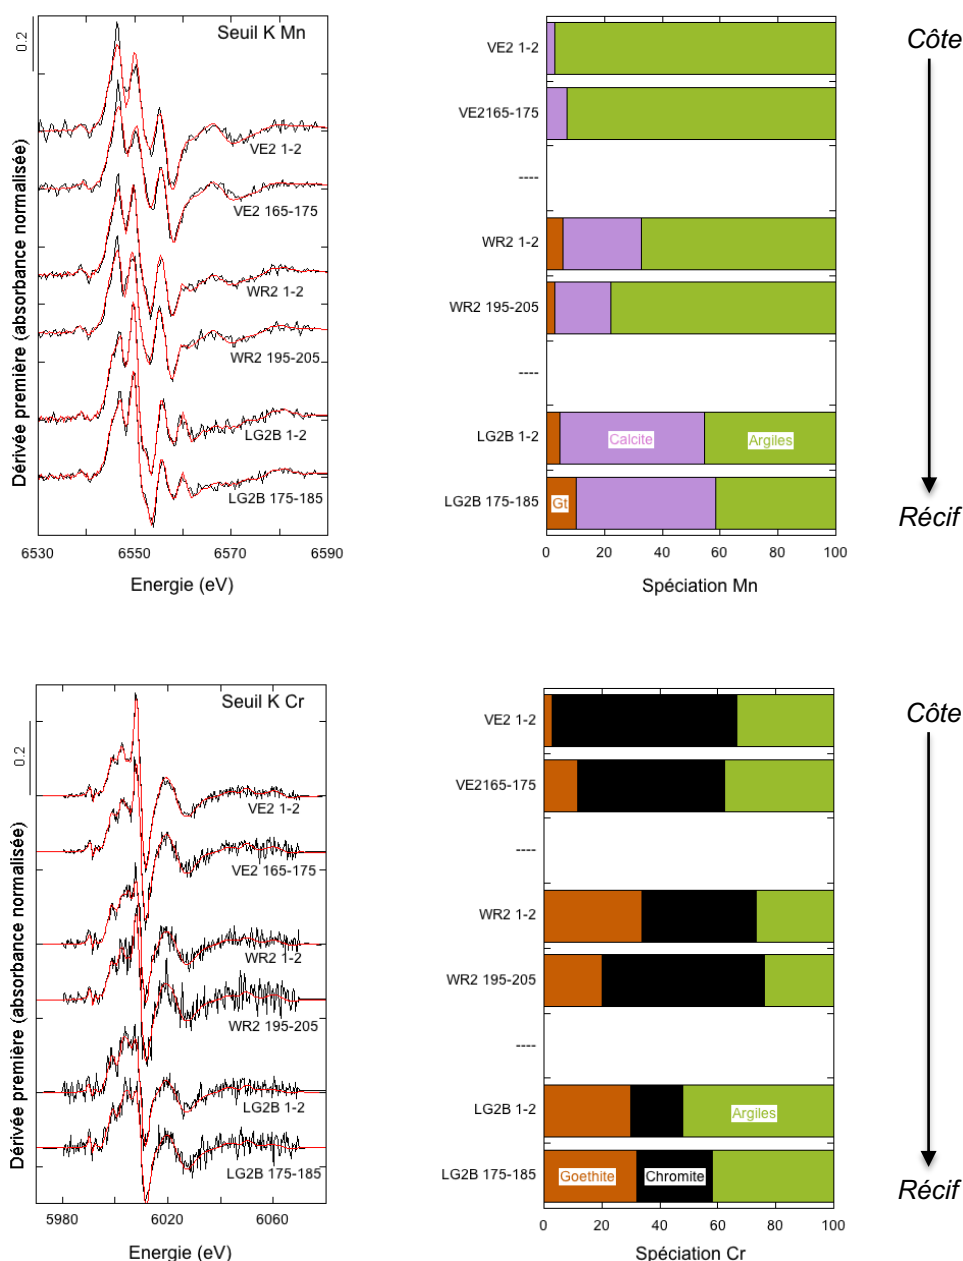 Seuil K Mn
0.2
Dérivée première (absorbance normalisée)
VE2 1-2
VE2 165-175
WR2 1-2
WR2 195-205
LG2B 1-2
LG2B 175-185
6530
6550
6570
6590
Energie (eV)
VE2 1-2
VE2165-175
----
WR2 1-2
WR2 195-205
----
LG2B 1-2
LG2B 175-185
Calcite
Argiles
Gt
0
20
40
60
80
100
Spéciation Mn
Côte
Récif
Seuil K Cr
0.2
Dérivée première (absorbance normalisée)
VE2 1-2
VE2 165-175
WR2 1-2
WR2 195-205
LG2B 1-2
LG2B 175-185
5980
6020
6060
Energie (eV)
VE2 1-2
VE2165-175
----
WR2 1-2
WR2 195-205
----
LG2B 1-2
LG2B 175-185
Argiles
Goethite
Chromite
0
20
40
60
80
100
Spéciation Cr
Côte
Récif